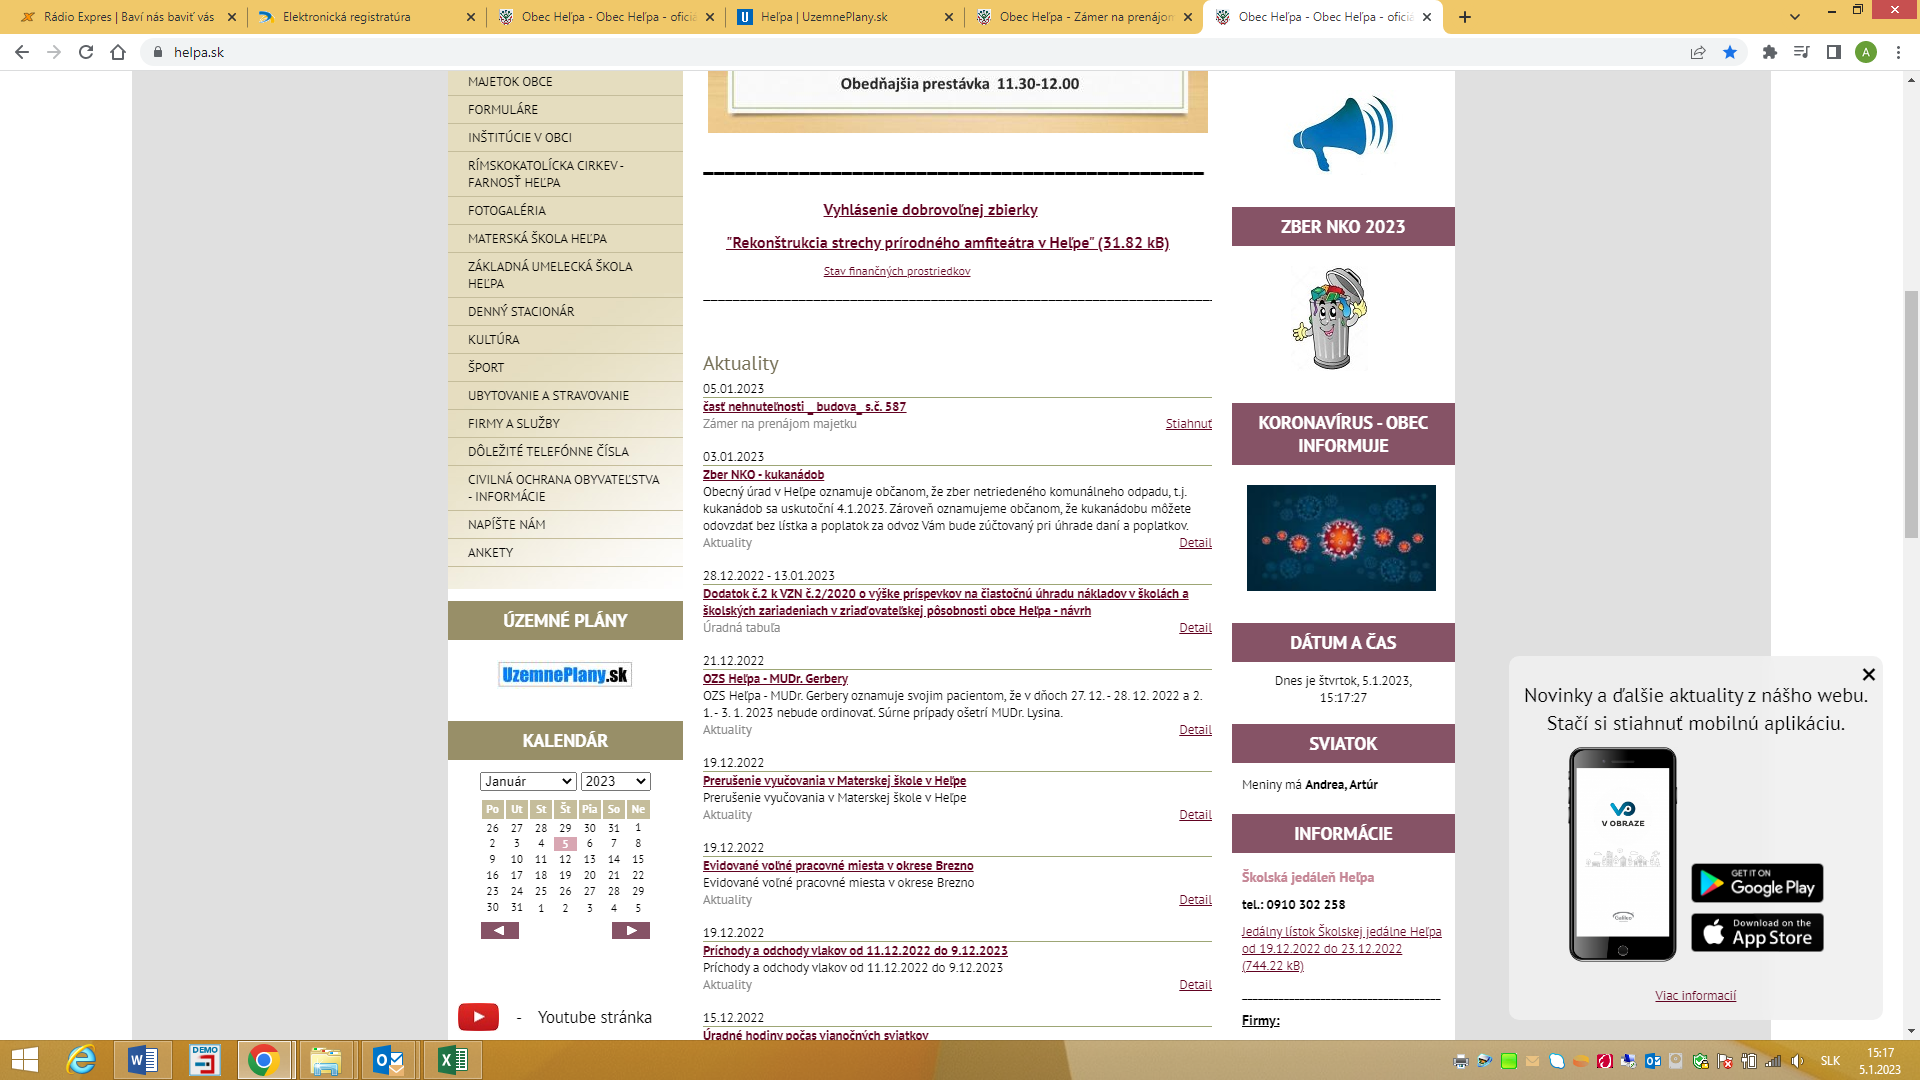 Rádio Expres | Baví nás baviť vás
Elektronická registratúra
Obec Heľpa - Obec Heľpa - oficiá
Heľpa | UzemnePlany.sk
Obec Heľpa - Zámer na prenájom
Obec Heľpa - Obec Heľpa - oficiá
helpa.sk
A
MAJETOK OBCE
FORMULÁRE
INŠTITÚCIE V OBCI
RÍMSKOKATOLÍCKA CIRKEV -
FARNOSŤ HEĽPA
FOTOGALÉRIA
MATERSKÁ ŠKOLA HEĽPA
ZÁKLADNÁ UMELECKÁ ŠKOLA
HEĽPA
DENNÝ STACIONÁR
KULTÚRA
ŠPORT
UBYTOVANIE A STRAVOVANIE
FIRMY A SLUŽBY
DÔLEŽITÉ TELEFÓNNE ČÍSLA
CIVILNÁ OCHRANA OBYVATEĽSTVA
- INFORMÁCIE
NAPÍŠTE NÁM
ANKETY
ÚZEMNÉ PLÁNY
UzemnePlany.sk
KALENDÁR
Január 2023
Po Ut St Št Pia So Ne
26 27 28 29 30 31 1
2 3 4 5 6 7 8
9 10 11 12 13 14 15
16 17 18 19 20 21 22
23 24 25 26 27 28 29
30 31 1 2 3 4 5
- Youtube stránka
Obedňajšia prestávka 11.30-12.00
Vyhlásenie dobrovoľnej zbierky
"Rekonštrukcia strechy prírodného amfiteátra v Heľpe" (31.82 kB)
Stav finančných prostriedkov
Aktuality
05.01.2023
časť nehnuteľnosti _ budova_ s.č. 587
Zámer na prenájom majetku Stiahnuť
03.01.2023
Zber NKO - kukanádob
Obecný úrad v Heľpe oznamuje občanom, že zber netriedeného komunálneho odpadu, t.j.
kukanádob sa uskutoční 4.1.2023. Zároveň oznamujeme občanom, že kukanádobu môžete
odovzdať bez lístka a poplatok za odvoz Vám bude zúčtovaný pri úhrade daní a poplatkov.
Aktuality Detail
28.12.2022 - 13.01.2023
Dodatok č.2 k VZN č.2/2020 o výške príspevkov na čiastočnú úhradu nákladov v školách a
školských zariadeniach v zriaďovateľskej pôsobnosti obce Heľpa - návrh
Úradná tabuľa Detail
21.12.2022
OZS Heľpa - MUDr. Gerbery
OZS Heľpa - MUDr. Gerbery oznamuje svojim pacientom, že v dňoch 27. 12. - 28. 12. 2022 a 2.
1. - 3. 1. 2023 nebude ordinovať. Súrne prípady ošetrí MUDr. Lysina.
Aktuality Detail
19.12.2022
Prerušenie vyučovania v Materskej škole v Heľpe
Prerušenie vyučovania v Materskej škole v Heľpe
Aktuality Detail
19.12.2022
Evidované voľné pracovné miesta v okrese Brezno
Evidované voľné pracovné miesta v okrese Brezno
Aktuality Detail
19.12.2022
Príchody a odchody vlakov od 11.12.2022 do 9.12.2023
Príchody a odchody vlakov od 11.12.2022 do 9.12.2023
Aktuality Detail
15.12.2022
Úradné hodiny počas vianočných sviatkov
ZBER NKO 2023
KORONAVÍRUS - OBEC
INFORMUJE
DÁTUM A ČAS
Dnes je štvrtok, 5.1.2023,
15:17:27
SVIATOK
Meniny má Andrea, Artúr
INFORMÁCIE
Školská jedáleň Heľpa
tel.: 0910 302 258
Jedálny lístok Školskej jedálne Heľpa
od 19.12.2022 do 23.12.2022
(744.22 kB)
Firmy:
Novinky a ďalšie aktuality z nášho webu.
Stačí si stiahnuť mobilnú aplikáciu.
V OBRAZE
Galileo
GET IT ON
Google Play
Download on the
App Store
Viac informacií
DEMO
SLK
15:17
5.1.2023